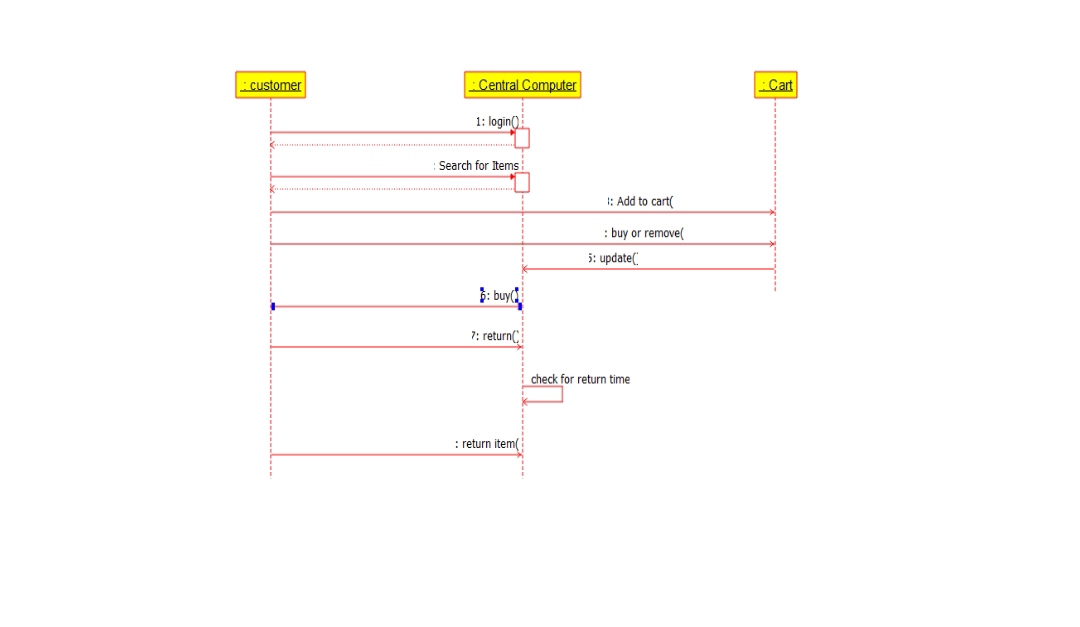 : customer
: Central Computer
: Cart
1: login()
: Search for Items
: Add to cart(
: buy or remove(
5: update()
6: buy()
7: return()
check for return time
: return item(